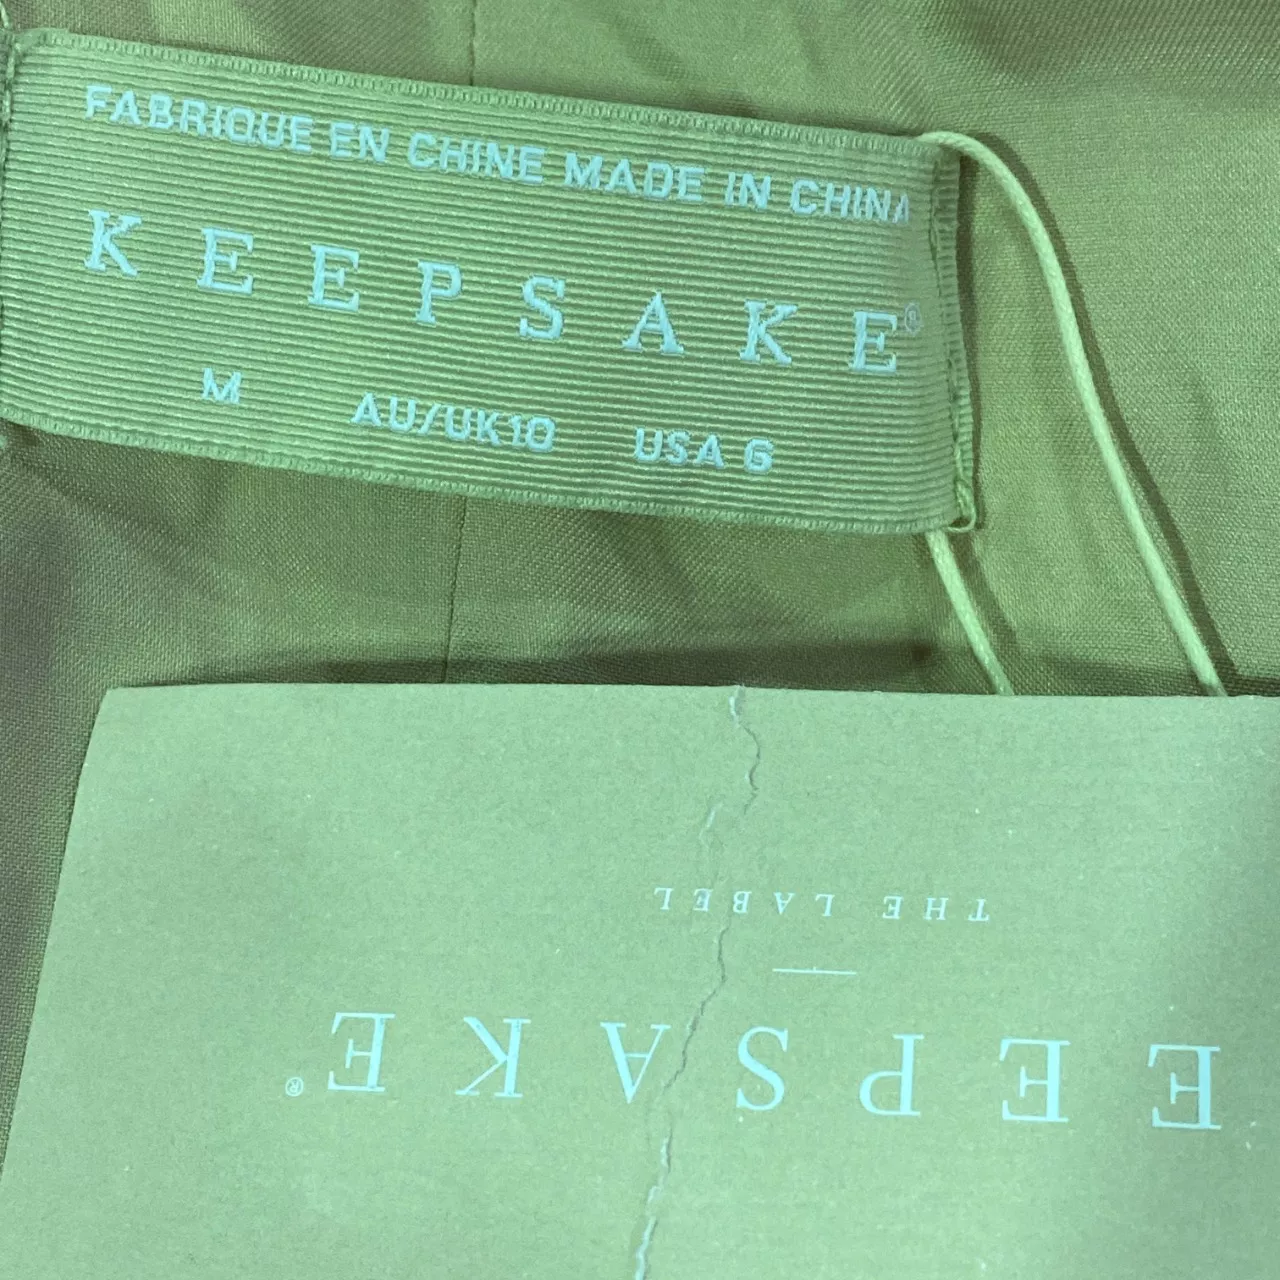 FABRIQUE EN CHINE MADE IN CHINA
KEEPSAKE®
M AU/UK10 USA 6
EEPSAKE®
THE LABEL